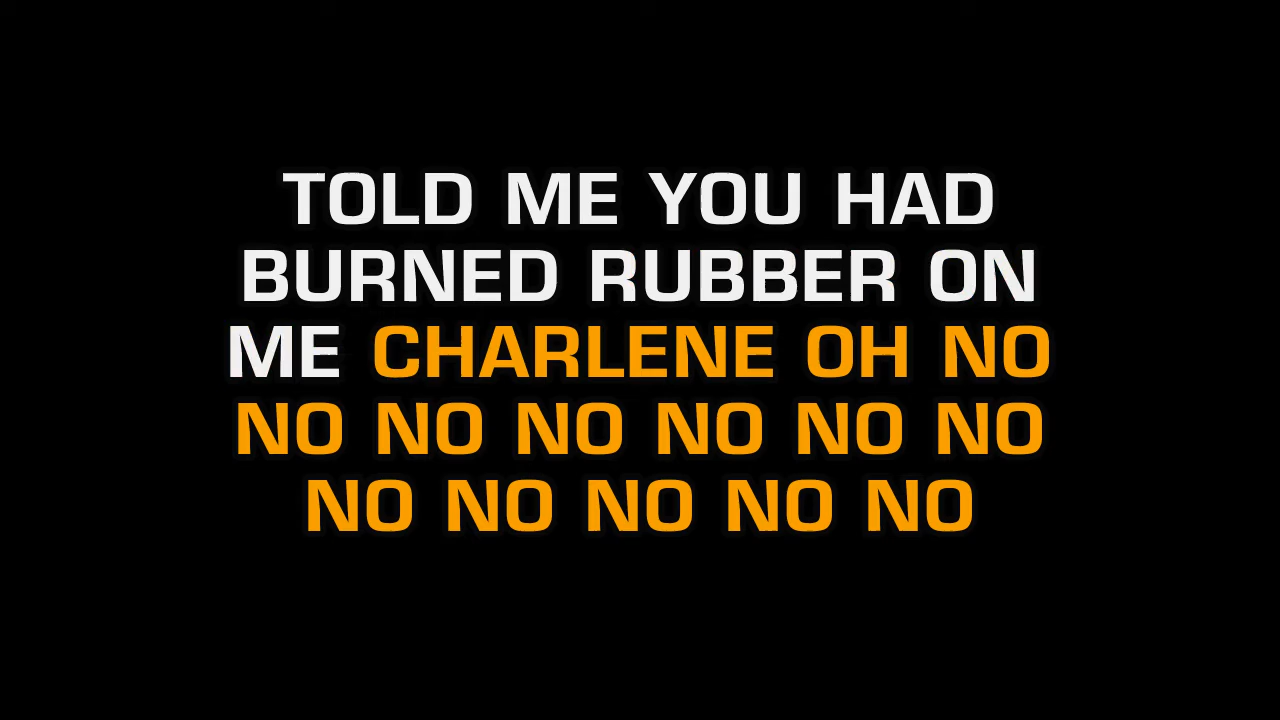 TOLD ME YOU HAD
BURNED RUBBER ON
ME CHARLENE OH NO
NO NO NO NO NO NO
NO NO NO NO NO